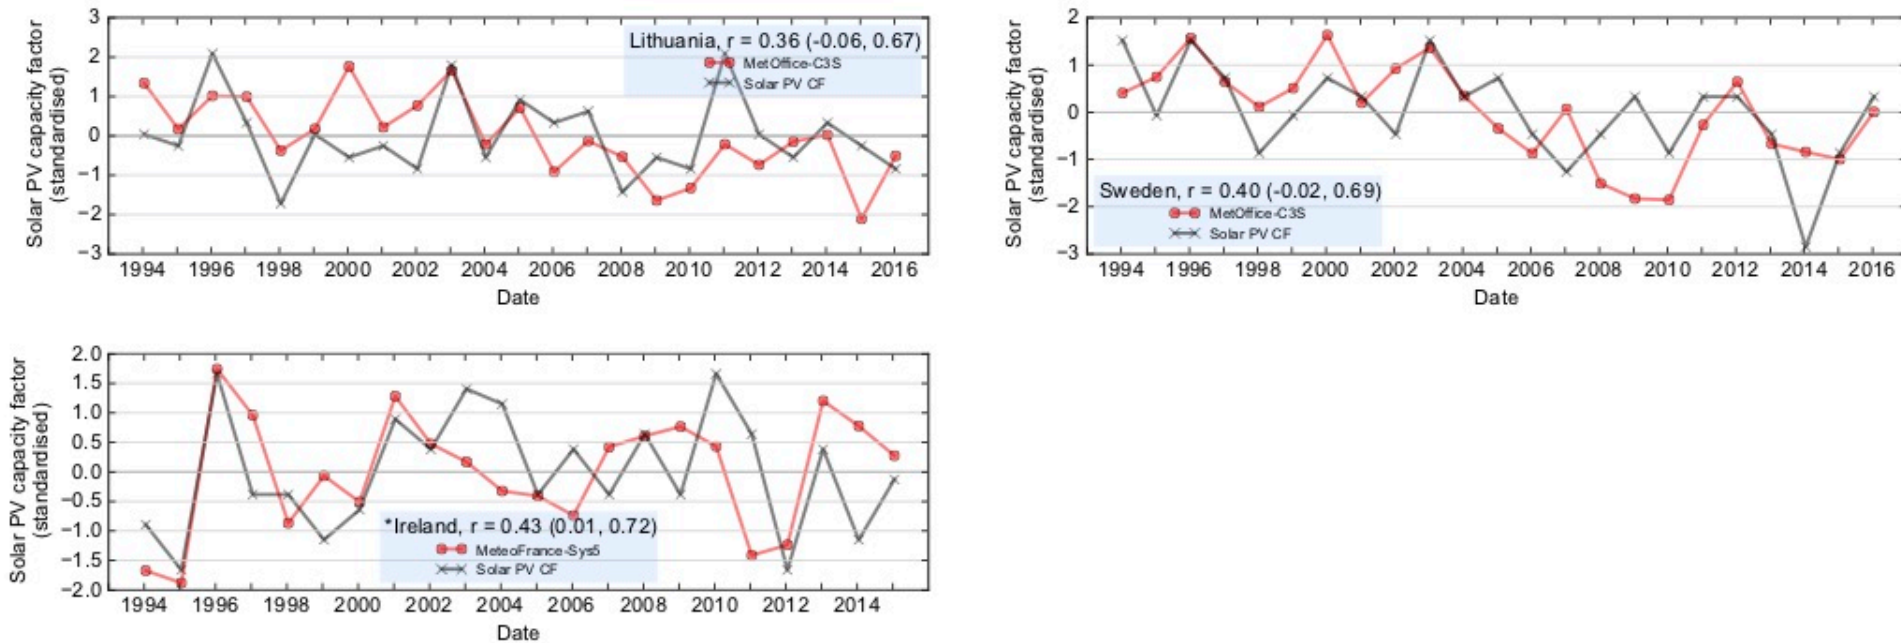 Solar PV capacity factor
(standardised)
3
2
1
0
−1
−2
−3
Lithuania, r = 0.36 (-0.06, 0.67)
MetOffice-C3S
Solar PV CF
1994 1996 1998 2000 2002 2004 2006 2008 2010 2012 2014 2016
Date
Solar PV capacity factor
(standardised)
2
1
0
−1
−2
−3
Sweden, r = 0.40 (-0.02, 0.69)
MetOffice-C3S
Solar PV CF
1994 1996 1998 2000 2002 2004 2006 2008 2010 2012 2014 2016
Date
Solar PV capacity factor
(standardised)
2.0
1.5
1.0
0.5
0.0
−0.5
−1.0
−1.5
−2.0
*Ireland, r = 0.43 (0.01, 0.72)
MeteoFrance-Sys5
Solar PV CF
1994 1996 1998 2000 2002 2004 2006 2008 2010 2012 2014
Date